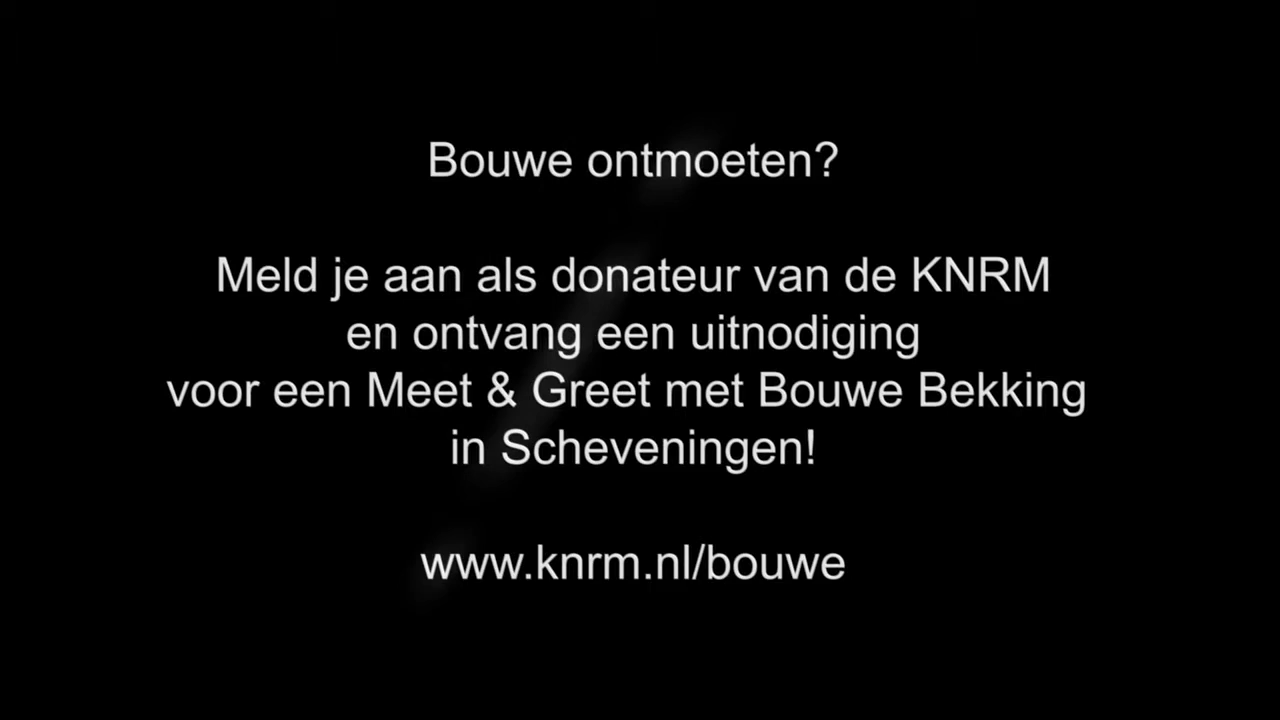 Bouwe ontmoeten?
Meld je aan als donateur van de KNRM
en ontvang een uitnodiging
voor een Meet & Greet met Bouwe Bekking
in Scheveningen!
www.knrm.nl/bouwe